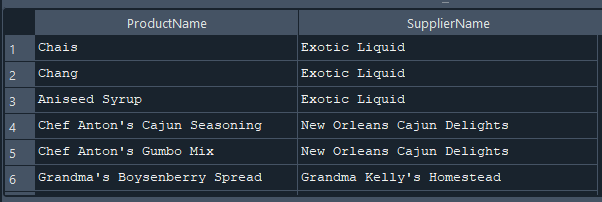 ProductName SupplierName
1 Chais Exotic Liquid
2 Chang Exotic Liquid
3 Aniseed Syrup Exotic Liquid
4 Chef Anton's Cajun Seasoning New Orleans Cajun Delights
5 Chef Anton's Gumbo Mix New Orleans Cajun Delights
6 Grandma's Boysenberry Spread Grandma Kelly's Homestead